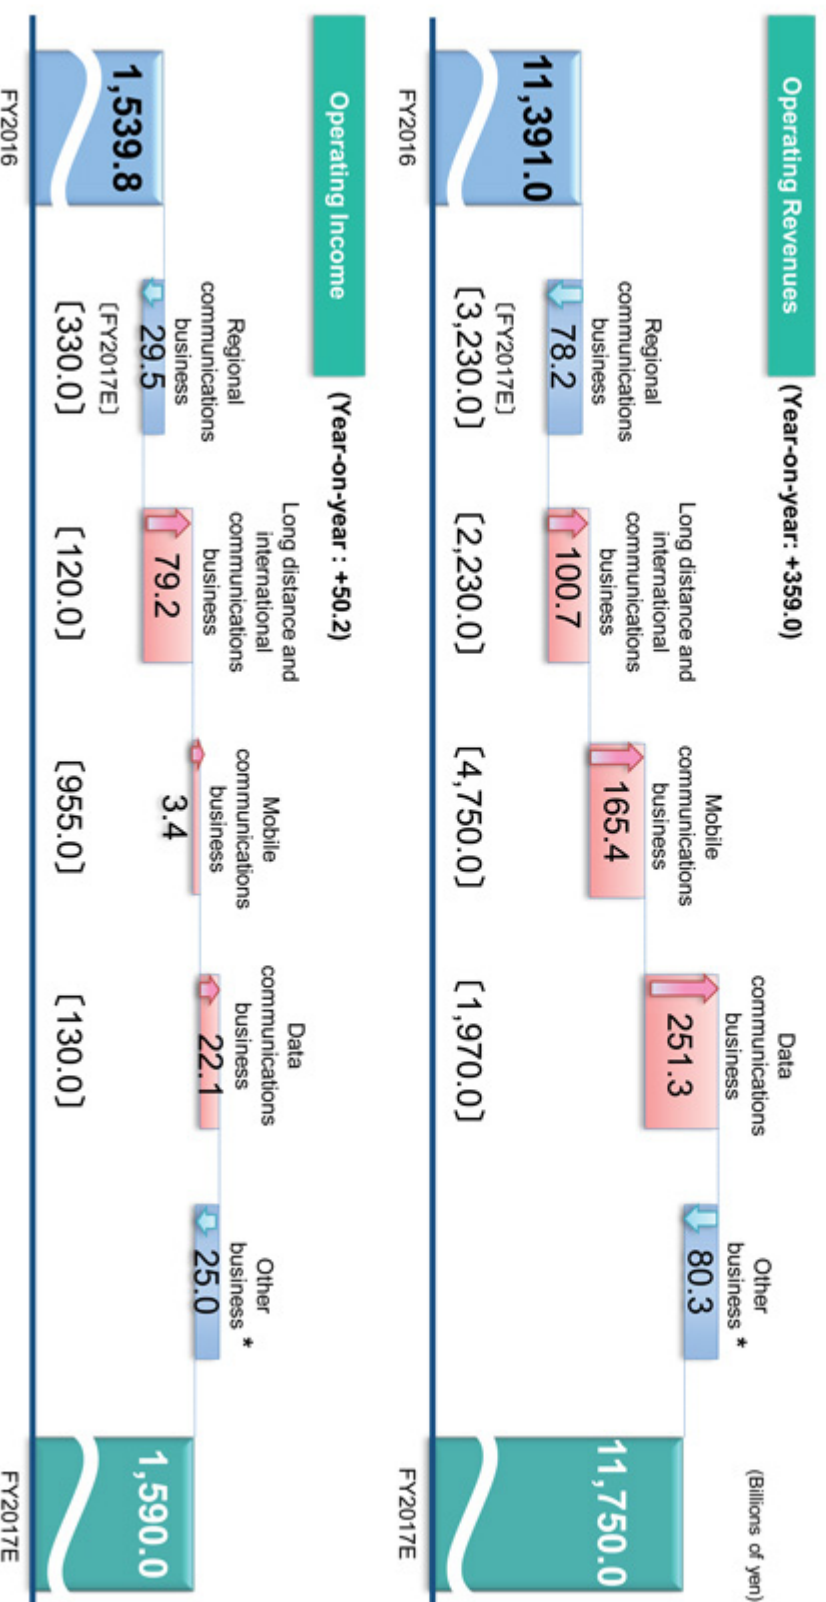 Operating Revenues
(Year-on-year: +359.0)
(Billions of yen)
11,391.0
FY2016
Regional
communications
business
78.2
[FY2017E]
[3,230.0]
Long distance and
international
communications
business
100.7
[2,230.0]
Mobile
communications
business
165.4
[4,750.0]
Data
communications
business
251.3
[1,970.0]
Other
business *
80.3
11,750.0
FY2017E
Operating Income
(Year-on-year : +50.2)
1,539.8
FY2016
Regional
communications
business
29.5
[FY2017E]
[330.0]
Long distance and
international
communications
business
79.2
[120.0]
Mobile
communications
business
3.4
[955.0]
Data
communications
business
22.1
[130.0]
Other
business *
25.0
1,590.0
FY2017E